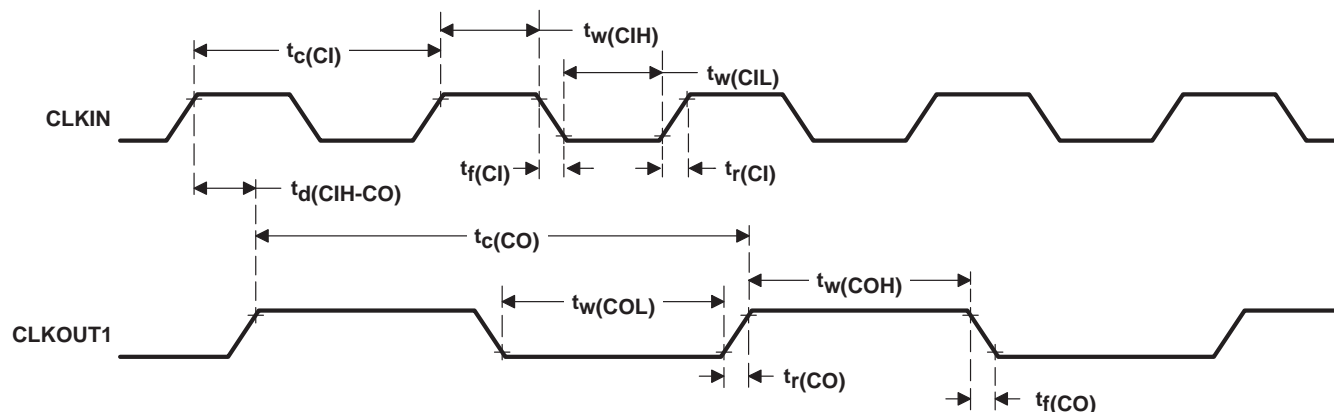 tw(CIH)
tc(CI)
tw(CIL)
CLKIN
tf(CI)
tr(CI)
td(CIH-CO)
tc(CO)
tw(COH)
tw(COL)
CLKOUT1
tr(CO)
tf(CO)